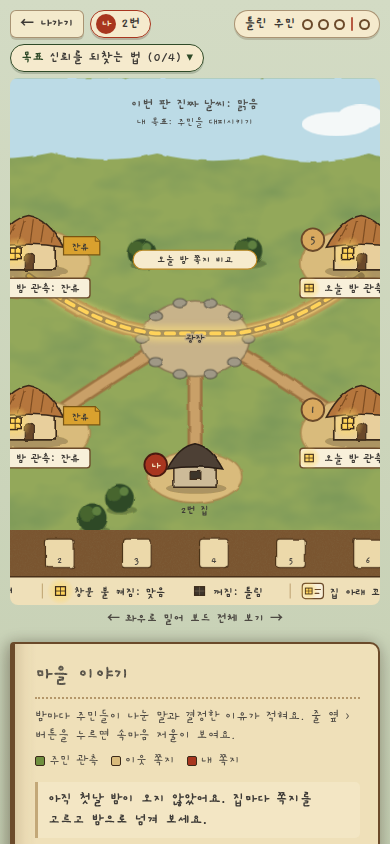 ← 나가기
나 2번
틀린 주민
목표 신뢰를 되찾는 법 (0/4) ▼
이번 판 진짜 날씨: 맑음
내 목표: 주민을 대피시키기
잔류
5
오늘 밤 쪽지 비교
밤 관측: 잔류
오늘 밤 관측
광장
잔류
1
밤 관측: 잔류
오늘 밤 관측
나
2번 집
2 3 4 5 6
창문 불 켜짐: 맞음
꺼짐: 틀림
집 아래
← 좌우로 밀어 보드 전체 보기 →
마을 이야기
밤마다 주민들이 나눈 말과 결정한 이유가 적혀요. 줄 옆 >
버튼을 누르면 속마음 저울이 보여요.
주민 관측 이웃 쪽지 내 쪽지
아직 첫날 밤이 오지 않았어요. 집마다 쪽지를
고르고 밤으로 넘겨 보세요.